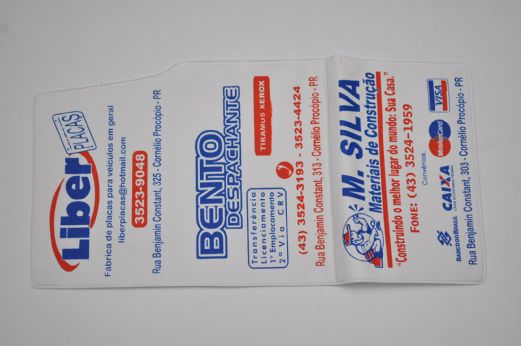 Liber
PLACAS
Fabrica de placas para veículos em geral
liberplacas@hotmail.com
3523-9048
Rua Benjamin Constant, 325 - Cornélio Procópio - PR
BENTO
DESPACHANTE
Transferência
Licenciamento
1º Emplacamento
2ª Via CRV
TIRAMOS XEROX
(43) 3524-3193 - 3523-4424
Rua Benjamin Constant, 313 - Cornélio Procópio - PR
M. SILVA
Materiais de Construção
"Construindo o melhor lugar do mundo: Sua Casa."
FONE: (43) 3524-1959
Convênios
BANCO DO BRASIL
CAIXA
MasterCard
VISA
Rua Benjamin Constant, 303 - Cornélio Procópio - PR